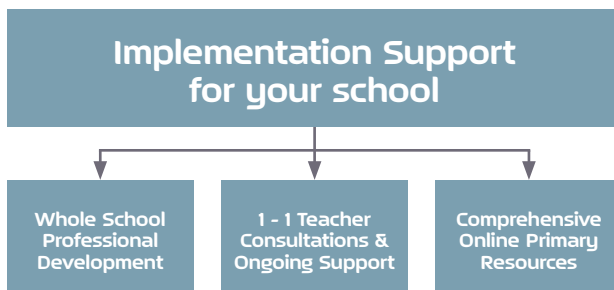 Implementation Support
for your school
Whole School
Professional
Development
1 - 1 Teacher
Consultations &
Ongoing Support
Comprehensive
Online Primary
Resources